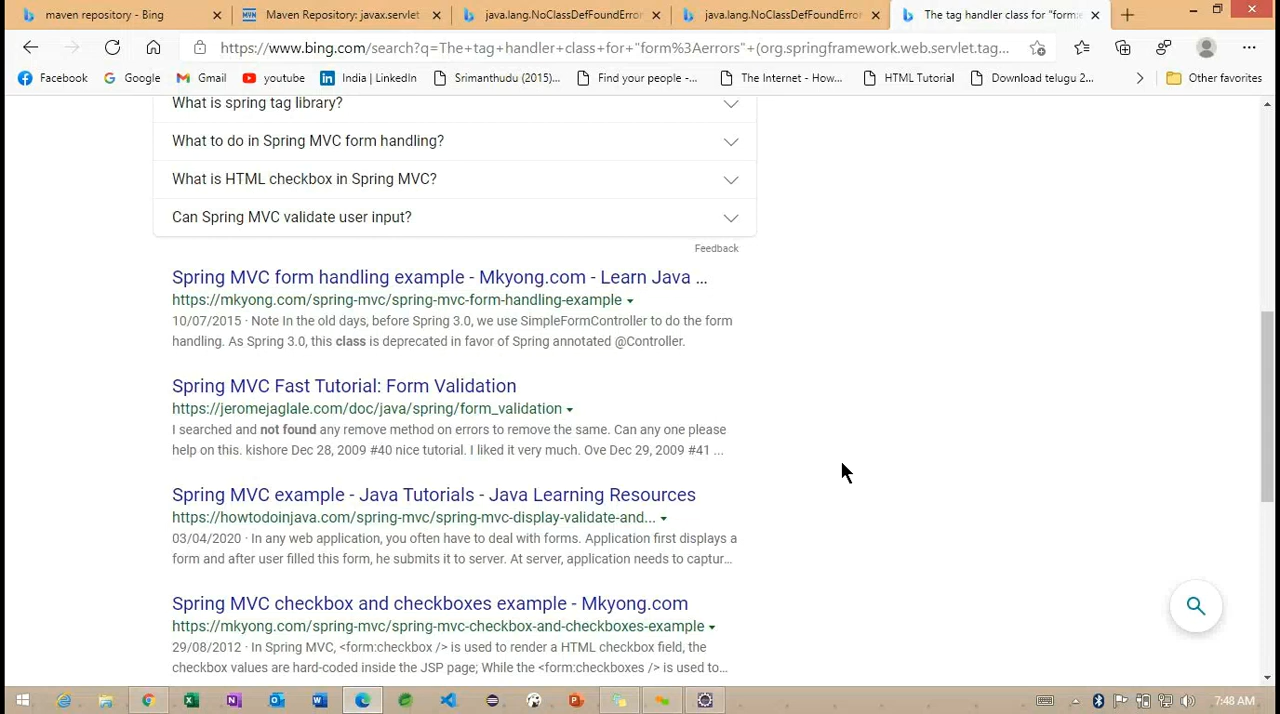 maven repository - Bing
Maven Repository: javax.servlet
java.lang.NoClassDefFoundError
java.lang.NoClassDefFoundError
The tag handler class for "form:e
https://www.bing.com/search?q=The+tag+handler+class+for+"form%3Aerrors"+(org.springframework.web.servlet.tag...
Facebook
Google
Gmail
youtube
India | LinkedIn
Srimanthudu (2015)...
Find your people -...
The Internet - How...
HTML Tutorial
Download telugu 2...
Other favorites
What is spring tag library?
What to do in Spring MVC form handling?
What is HTML checkbox in Spring MVC?
Can Spring MVC validate user input?
Feedback
Spring MVC form handling example - Mkyong.com - Learn Java ...
https://mkyong.com/spring-mvc/spring-mvc-form-handling-example
10/07/2015 · Note In the old days, before Spring 3.0, we use SimpleFormController to do the form
handling. As Spring 3.0, this class is deprecated in favor of Spring annotated @Controller.
Spring MVC Fast Tutorial: Form Validation
https://jeromejaglale.com/doc/java/spring/form_validation
I searched and not found any remove method on errors to remove the same. Can any one please
help on this. kishore Dec 28, 2009 #40 nice tutorial. I liked it very much. Ove Dec 29, 2009 #41 ...
Spring MVC example - Java Tutorials - Java Learning Resources
https://howtodoinjava.com/spring-mvc/spring-mvc-display-validate-and...
03/04/2020 · In any web application, you often have to deal with forms. Application first displays a
form and after user filled this form, he submits it to server. At server, application needs to captur...
Spring MVC checkbox and checkboxes example - Mkyong.com
https://mkyong.com/spring-mvc/spring-mvc-checkbox-and-checkboxes-example
29/08/2012 · In Spring MVC, <form:checkbox /> is used to render a HTML checkbox field, the
checkbox values are hard-coded inside the JSP page; While the <form:checkboxes /> is used to...
7:48 AM